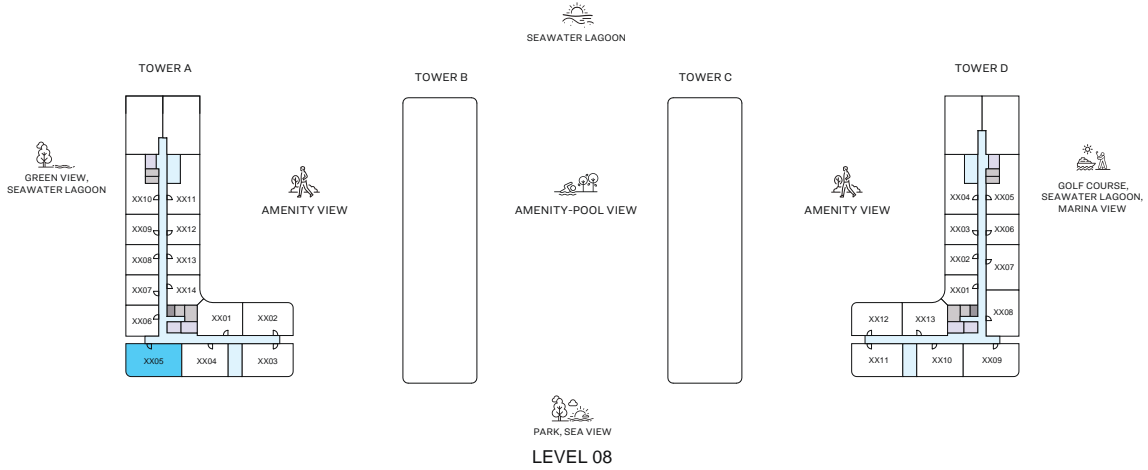 SEAWATER LAGOON
TOWER A
TOWER B
TOWER C
TOWER D
GREEN VIEW,
SEAWATER LAGOON
AMENITY VIEW
AMENITY-POOL VIEW
AMENITY VIEW
GOLF COURSE,
SEAWATER LAGOON,
MARINA VIEW
XX10 XX11
XX09 XX12
XX08 XX13
XX07 XX14
XX06 XX01 XX02
XX05 XX04 XX03
XX04 XX05
XX03 XX06
XX02 XX07
XX01
XX12 XX13 XX08
XX11 XX10 XX09
PARK, SEA VIEW
LEVEL 08